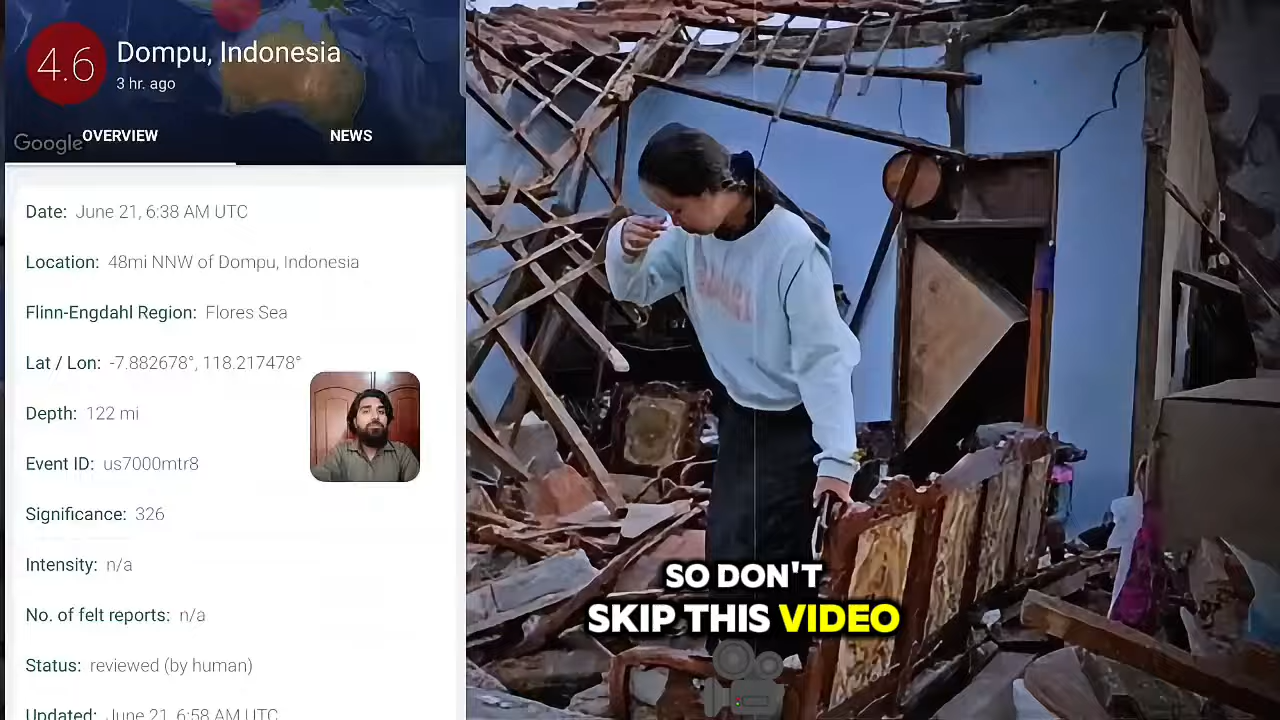 4.6
Dompu, Indonesia
3 hr. ago
Google
OVERVIEW
NEWS
Date: June 21, 6:38 AM UTC
Location: 48mi NNW of Dompu, Indonesia
Flinn-Engdahl Region: Flores Sea
Lat / Lon: -7.882678°, 118.217478°
Depth: 122 mi
Event ID: us7000mtr8
Significance: 326
Intensity: n/a
No. of felt reports: n/a
Status: reviewed (by human)
Updated: June 21, 6:58 AM UTC
SO DON'T
SKIP THIS VIDEO